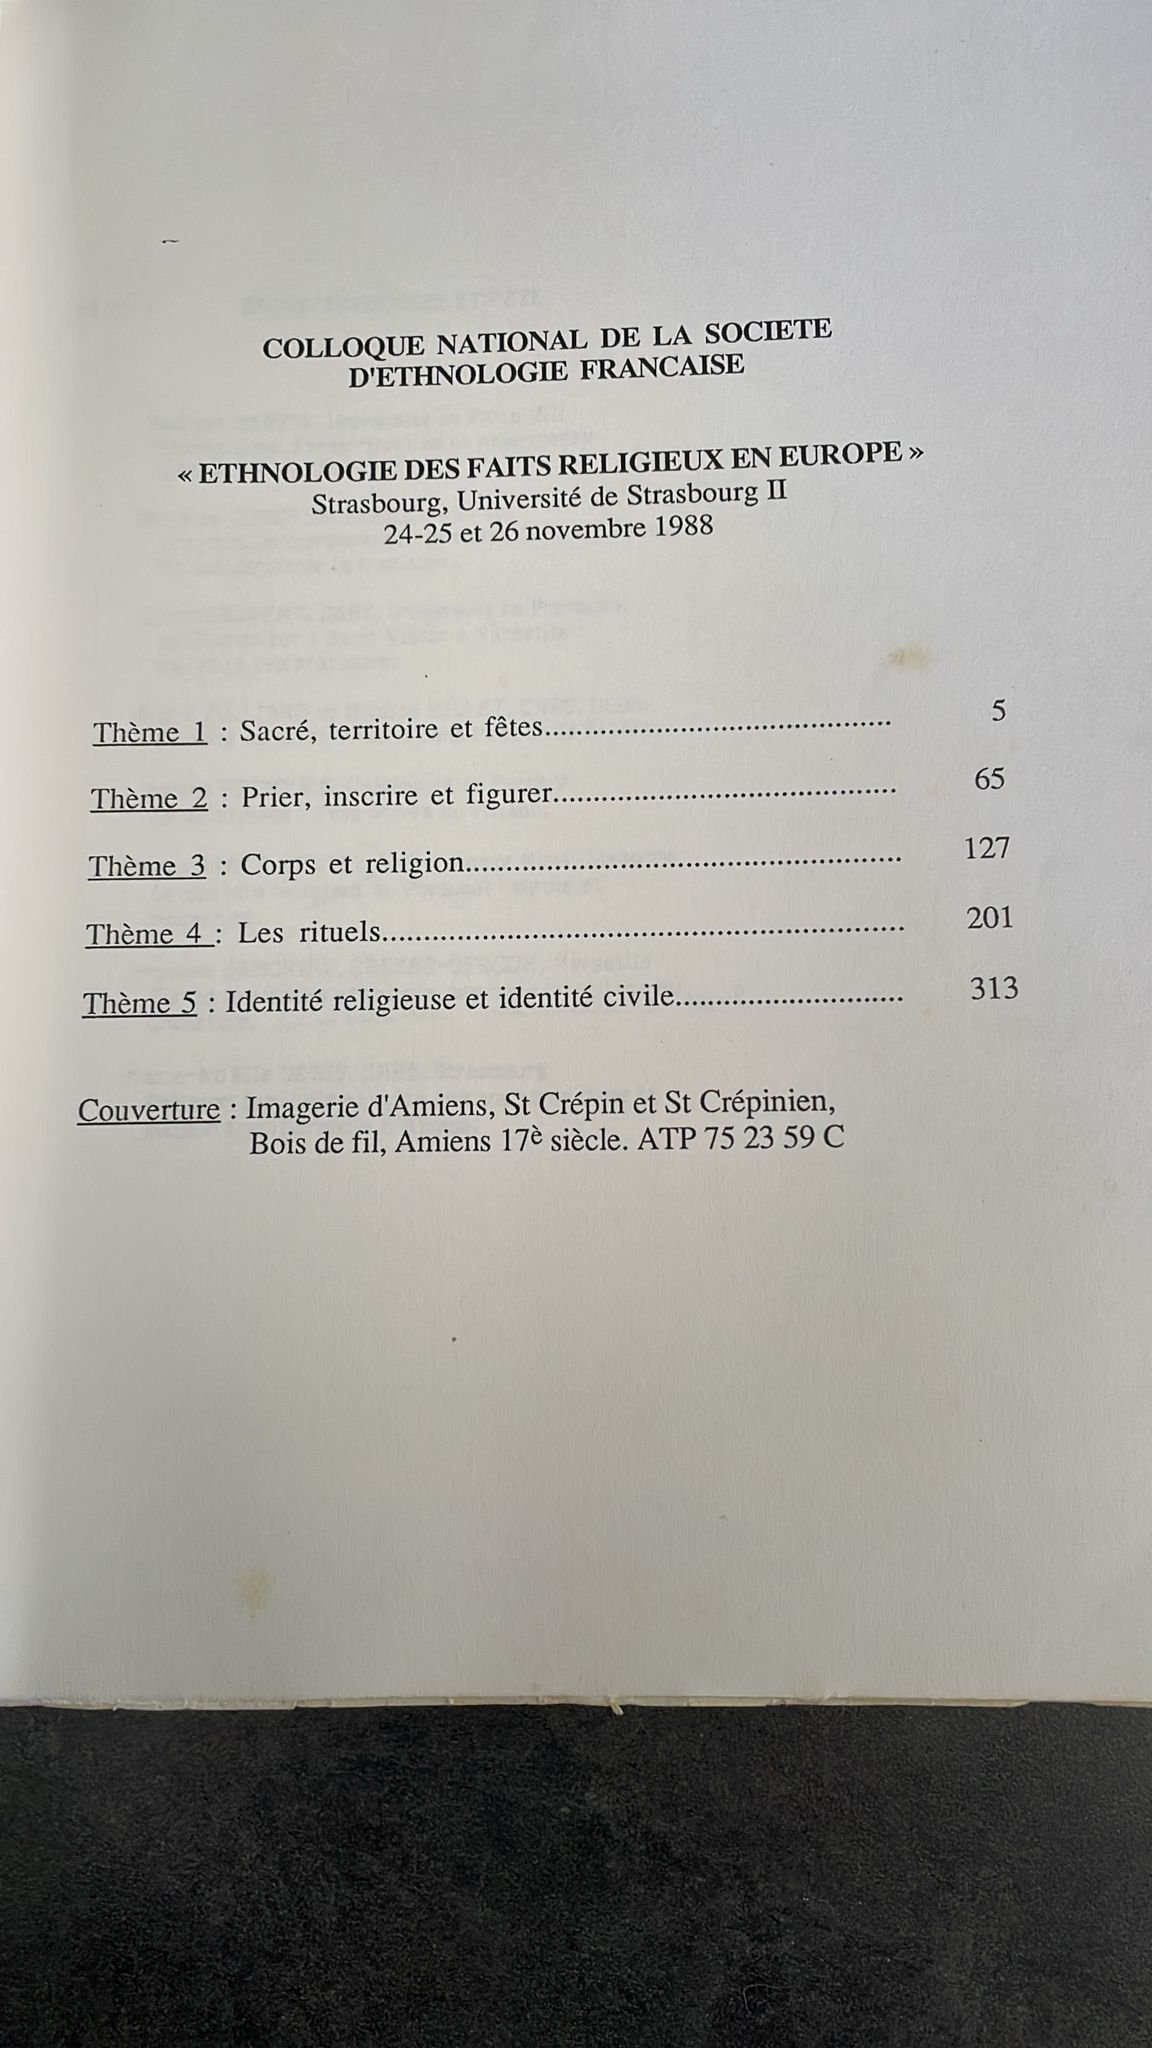 COLLOQUE NATIONAL DE LA SOCIETE
D'ETHNOLOGIE FRANCAISE
« ETHNOLOGIE DES FAITS RELIGIEUX EN EUROPE »
Strasbourg, Université de Strasbourg II
24-25 et 26 novembre 1988
Thème 1 : Sacré, territoire et fêtes......................................... 5
Thème 2 : Prier, inscrire et figurer........................................ 65
Thème 3 : Corps et religion.................................................... 127
Thème 4 : Les rituels.............................................................. 201
Thème 5 : Identité religieuse et identité civile........................... 313
Couverture : Imagerie d'Amiens, St Crépin et St Crépinien,
Bois de fil, Amiens 17è siècle. ATP 75 23 59 C